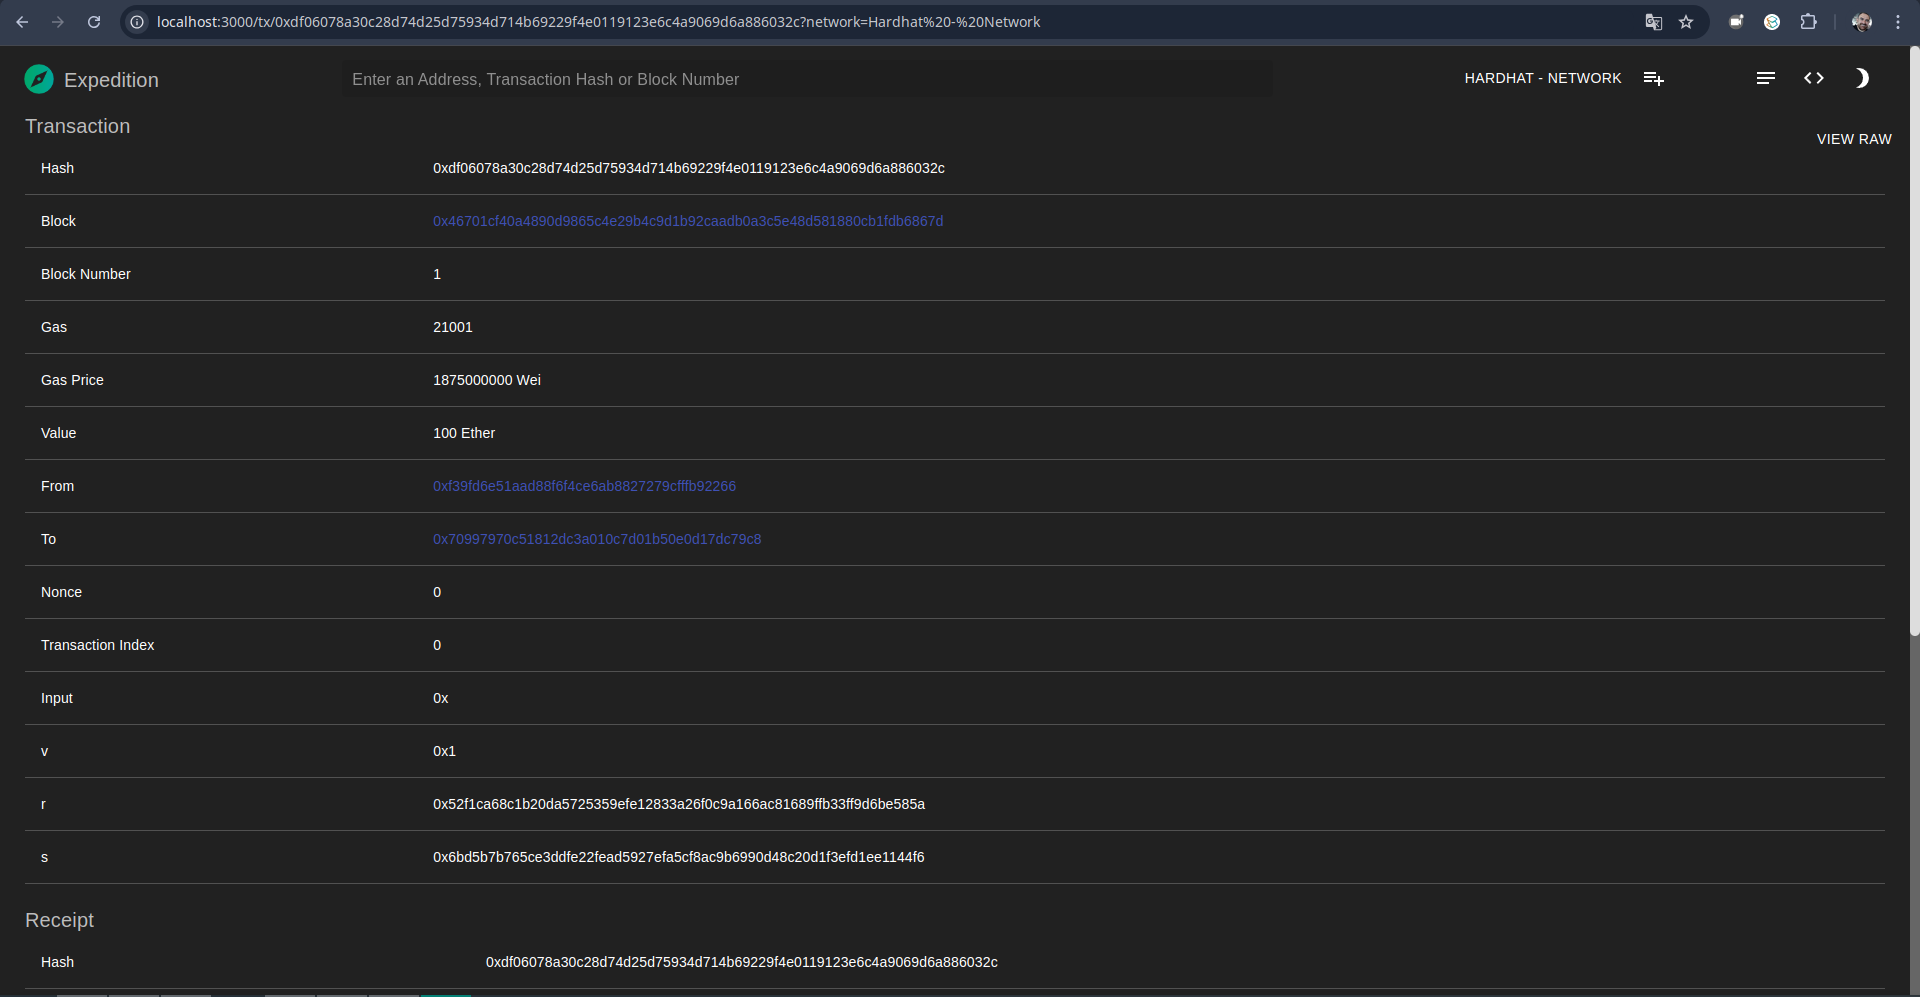 localhost:3000/tx/0xdf06078a30c28d74d25d75934d714b69229f4e0119123e6c4a9069d6a886032c?network=Hardhat%20-%20Network
Expedition
Enter an Address, Transaction Hash or Block Number
HARDHAT - NETWORK
Transaction
VIEW RAW
Hash 0xdf06078a30c28d74d25d75934d714b69229f4e0119123e6c4a9069d6a886032c
Block 0x46701cf40a4890d9865c4e29b4c9d1b92caadb0a3c5e48d581880cb1fdb6867d
Block Number 1
Gas 21001
Gas Price 1875000000 Wei
Value 100 Ether
From 0xf39fd6e51aad88f6f4ce6ab8827279cfffb92266
To 0x70997970c51812dc3a010c7d01b50e0d17dc79c8
Nonce 0
Transaction Index 0
Input 0x
v 0x1
r 0x52f1ca68c1b20da5725359efe12833a26f0c9a166ac81689ffb33ff9d6be585a
s 0x6bd5b7b765ce3ddfe22fead5927efa5cf8ac9b6990d48c20d1f3efd1ee1144f6
Receipt
Hash 0xdf06078a30c28d74d25d75934d714b69229f4e0119123e6c4a9069d6a886032c